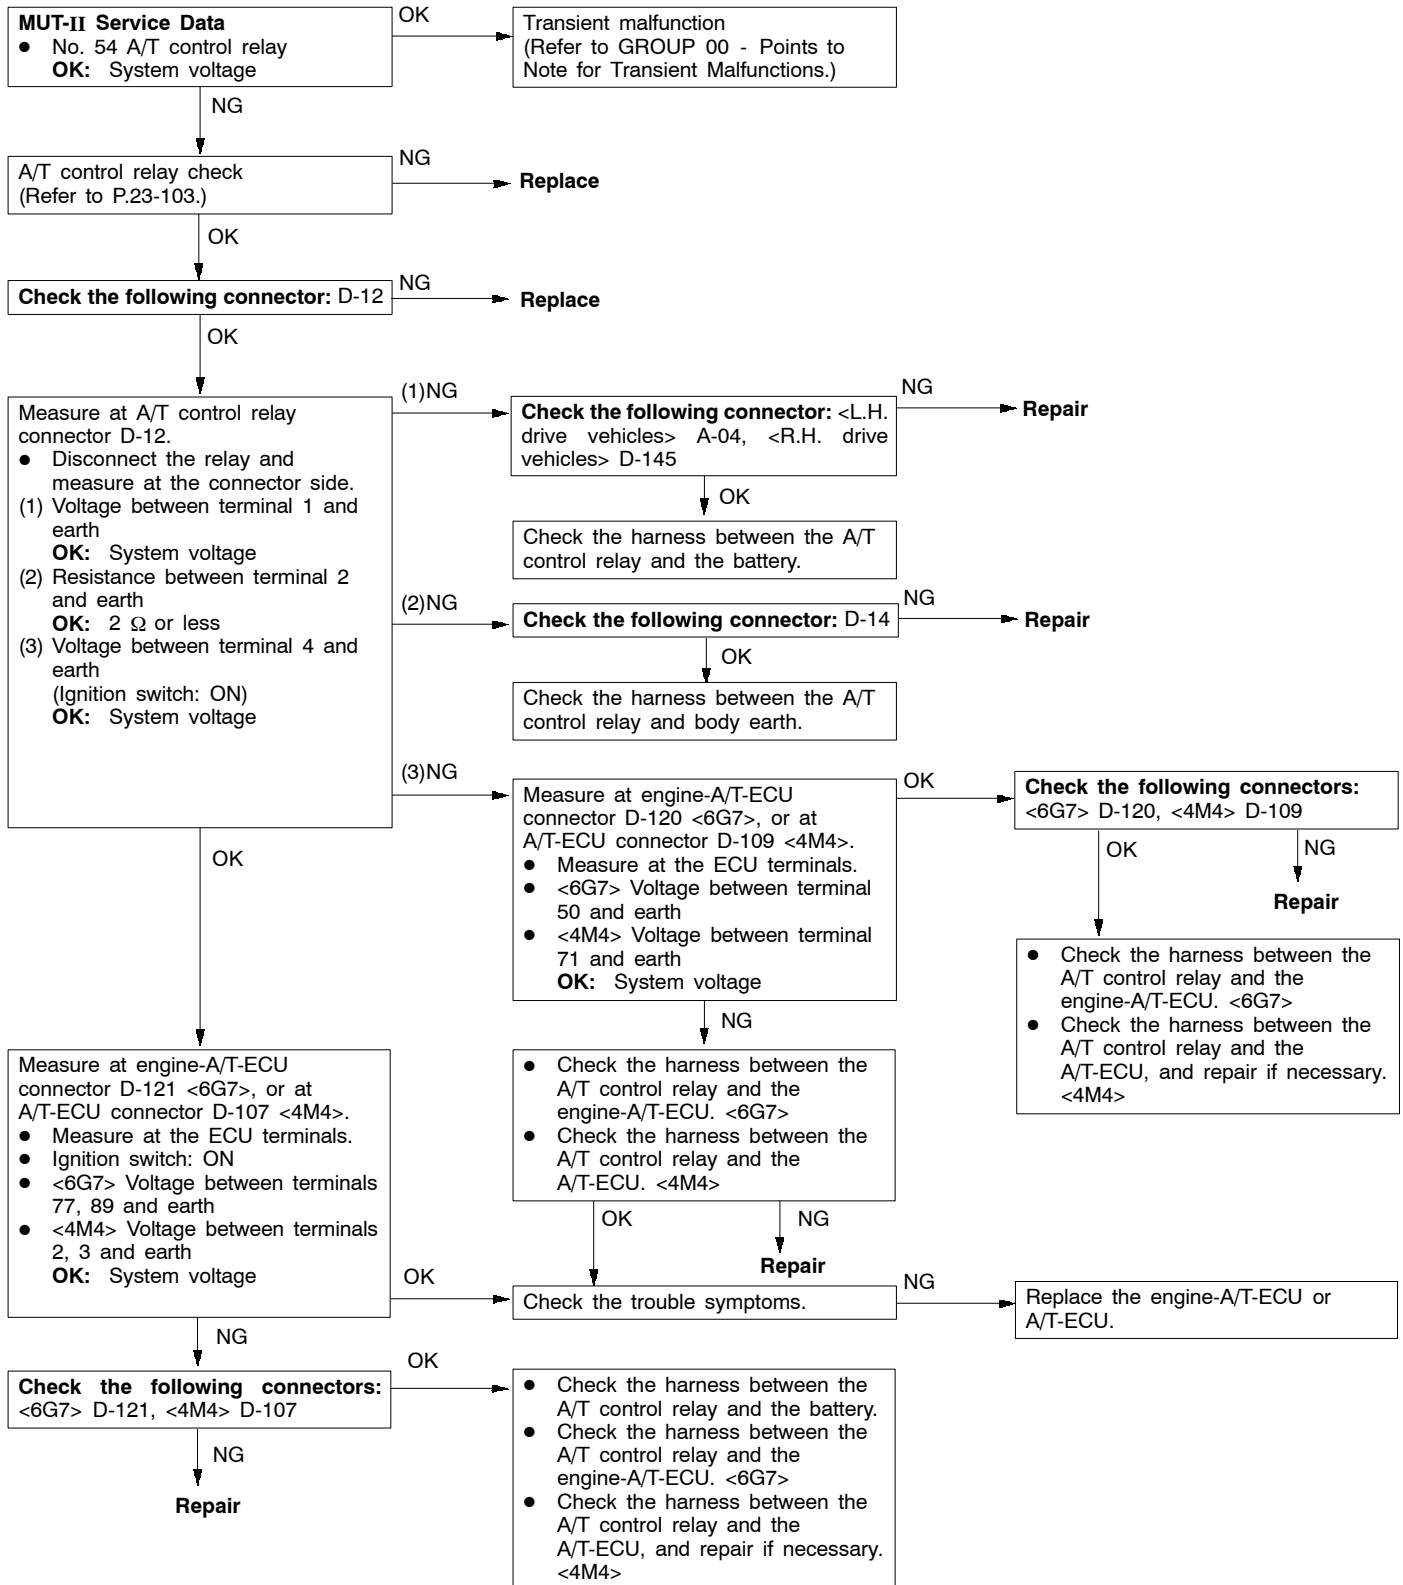 MUT-II Service Data
● No. 54 A/T control relay
OK: System voltage
OK
Transient malfunction
(Refer to GROUP 00 - Points to
Note for Transient Malfunctions.)
NG
A/T control relay check
(Refer to P.23-103.)
NG
Replace
OK
Check the following connector: D-12
NG
Replace
OK
Measure at A/T control relay
connector D-12.
● Disconnect the relay and
measure at the connector side.
(1) Voltage between terminal 1 and
earth
OK: System voltage
(2) Resistance between terminal 2
and earth
OK: 2 Ω or less
(3) Voltage between terminal 4 and
earth
(Ignition switch: ON)
OK: System voltage
(1)NG
Check the following connector: <L.H.
drive vehicles> A-04, <R.H. drive
vehicles> D-145
NG
Repair
OK
Check the harness between the A/T
control relay and the battery.
(2)NG
Check the following connector: D-14
NG
Repair
OK
Check the harness between the A/T
control relay and body earth.
(3)NG
Measure at engine-A/T-ECU
connector D-120 <6G7>, or at
A/T-ECU connector D-109 <4M4>.
● Measure at the ECU terminals.
● <6G7> Voltage between terminal
50 and earth
● <4M4> Voltage between terminal
71 and earth
OK: System voltage
OK
Check the following connectors:
<6G7> D-120, <4M4> D-109
OK
NG
Repair
● Check the harness between the
A/T control relay and the
engine-A/T-ECU. <6G7>
● Check the harness between the
A/T control relay and the
A/T-ECU, and repair if necessary.
<4M4>
NG
● Check the harness between the
A/T control relay and the
engine-A/T-ECU. <6G7>
● Check the harness between the
A/T control relay and the
A/T-ECU. <4M4>
OK
NG
Repair
OK
Measure at engine-A/T-ECU
connector D-121 <6G7>, or at
A/T-ECU connector D-107 <4M4>.
● Measure at the ECU terminals.
● Ignition switch: ON
● <6G7> Voltage between terminals
77, 89 and earth
● <4M4> Voltage between terminals
2, 3 and earth
OK: System voltage
OK
Check the trouble symptoms.
NG
Replace the engine-A/T-ECU or
A/T-ECU.
NG
Check the following connectors:
<6G7> D-121, <4M4> D-107
OK
● Check the harness between the
A/T control relay and the battery.
● Check the harness between the
A/T control relay and the
engine-A/T-ECU. <6G7>
● Check the harness between the
A/T control relay and the
A/T-ECU, and repair if necessary.
<4M4>
NG
Repair